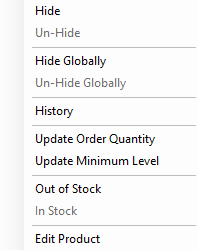 Hide
Un-Hide
Hide Globally
Un-Hide Globally
History
Update Order Quantity
Update Minimum Level
Out of Stock
In Stock
Edit Product